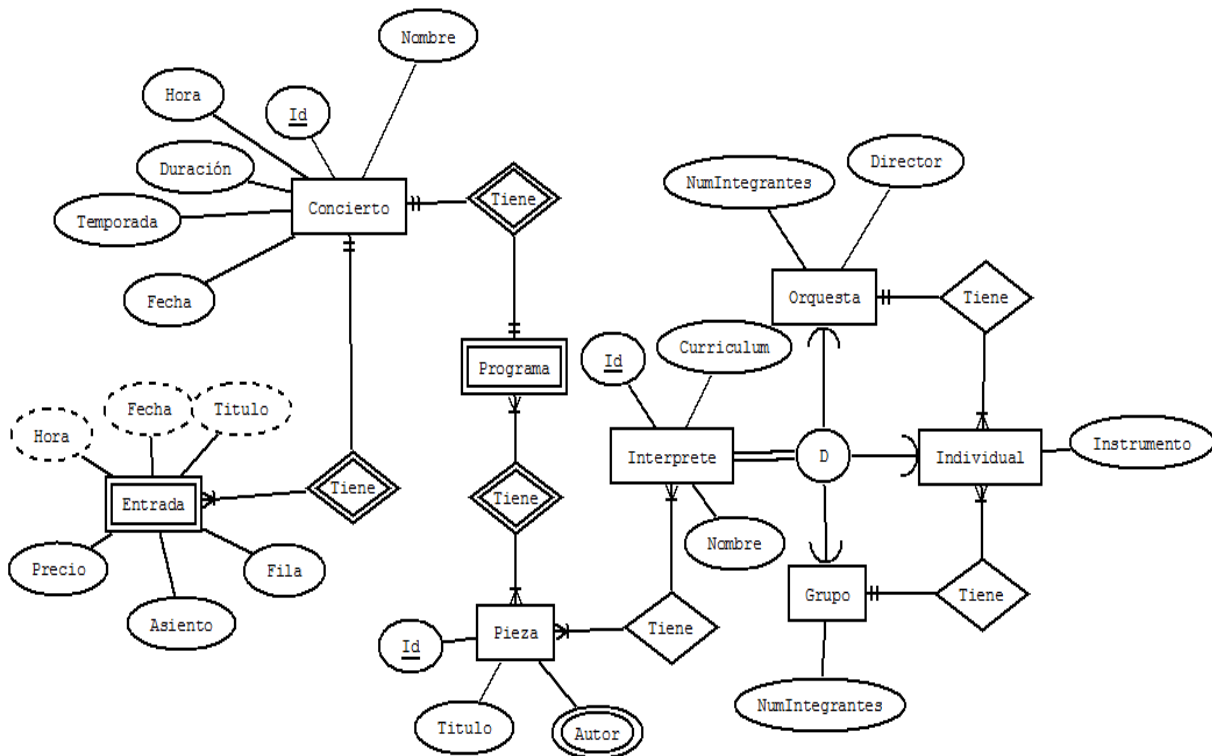 Nombre
Hora
Id
Duración
Director
NumIntegrantes
Tiene
Concierto
Temporada
Fecha
Orquesta
Tiene
Curriculum
Id
Programa
Fecha
Titulo
Hora
Interprete
D
Individual
Instrumento
Tiene
Tiene
Entrada
Nombre
Precio
Fila
Grupo
Tiene
Asiento
Tiene
Pieza
Id
NumIntegrantes
Titulo
Autor